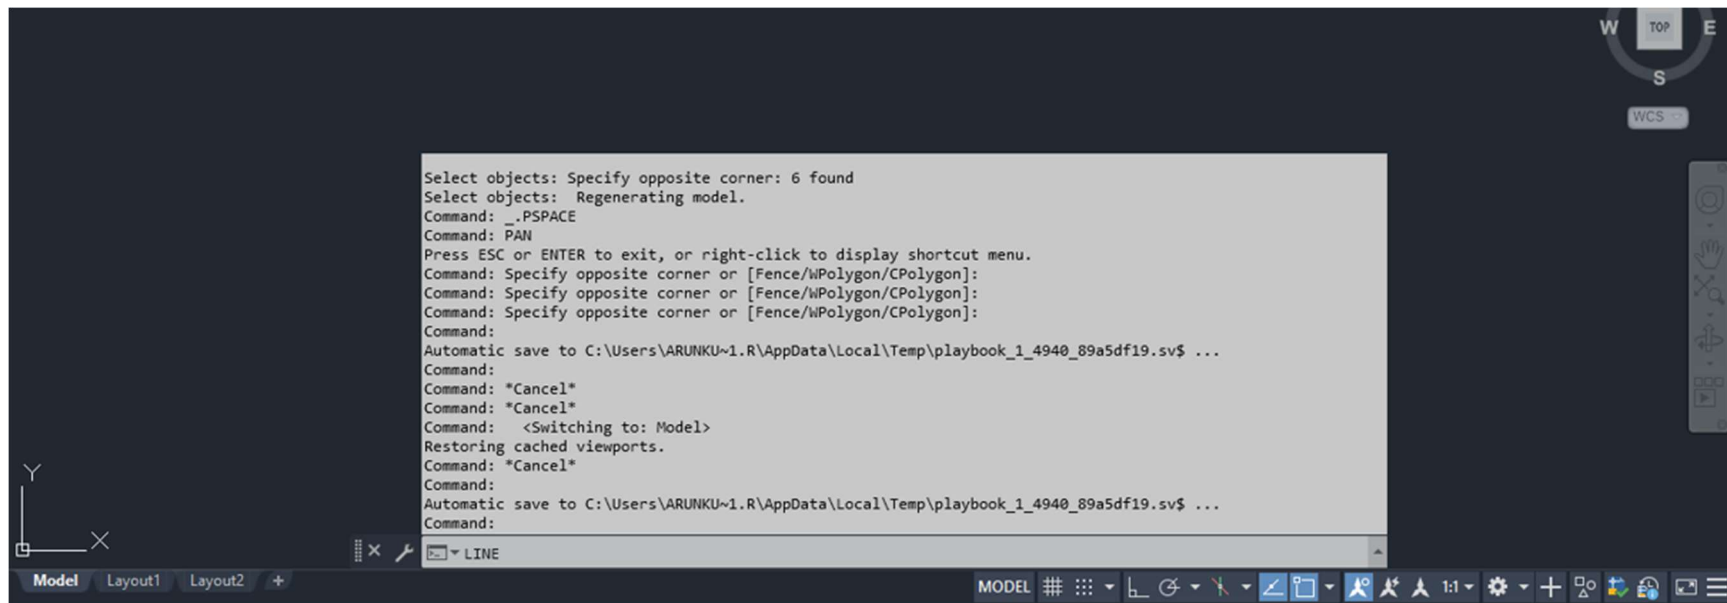 W TOP E
S
WCS
Select objects: Specify opposite corner: 6 found
Select objects:  Regenerating model.
Command: _.PSPACE
Command: PAN
Press ESC or ENTER to exit, or right-click to display shortcut menu.
Command: Specify opposite corner or [Fence/WPolygon/CPolygon]:
Command: Specify opposite corner or [Fence/WPolygon/CPolygon]:
Command: Specify opposite corner or [Fence/WPolygon/CPolygon]:
Command:
Automatic save to C:\Users\ARUNKU~1.R\AppData\Local\Temp\playbook_1_4940_89a5df19.sv$ ...
Command:
Command: *Cancel*
Command: *Cancel*
Command:   <Switching to: Model>
Restoring cached viewports.
Command: *Cancel*
Command:
Automatic save to C:\Users\ARUNKU~1.R\AppData\Local\Temp\playbook_1_4940_89a5df19.sv$ ...
Command:
Y
X
LINE
Model Layout1 Layout2 +
MODEL 1:1